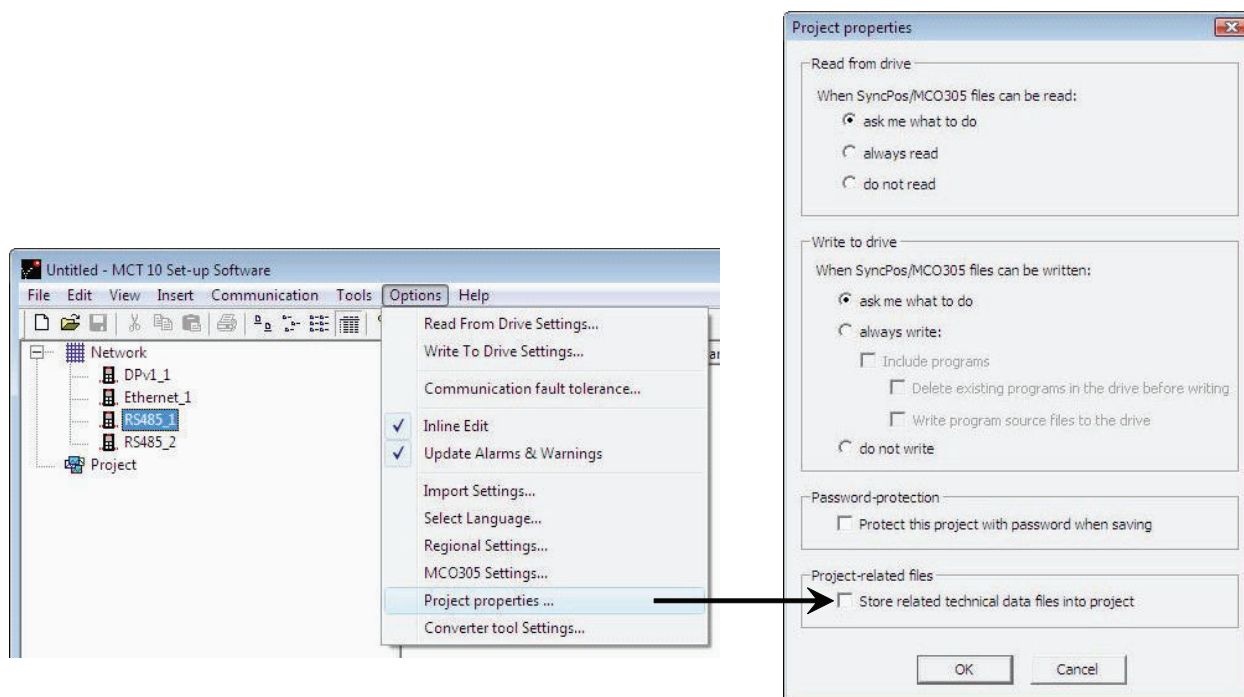 Untitled - MCT 10 Set-up Software
File Edit View Insert Communication Tools Options Help
Network
DPv1_1
Ethernet_1
RS485_1
RS485_2
Project
Read From Drive Settings...
Write To Drive Settings...
Communication fault tolerance...
Inline Edit
Update Alarms & Warnings
Import Settings...
Select Language...
Regional Settings...
MCO305 Settings...
Project properties ...
Converter tool Settings...
Project properties
Read from drive
When SyncPos/MCO305 files can be read:
ask me what to do
always read
do not read
Write to drive
When SyncPos/MCO305 files can be written:
ask me what to do
always write:
Include programs
Delete existing programs in the drive before writing
Write program source files to the drive
do not write
Password-protection
Protect this project with password when saving
Project-related files
Store related technical data files into project
OK Cancel